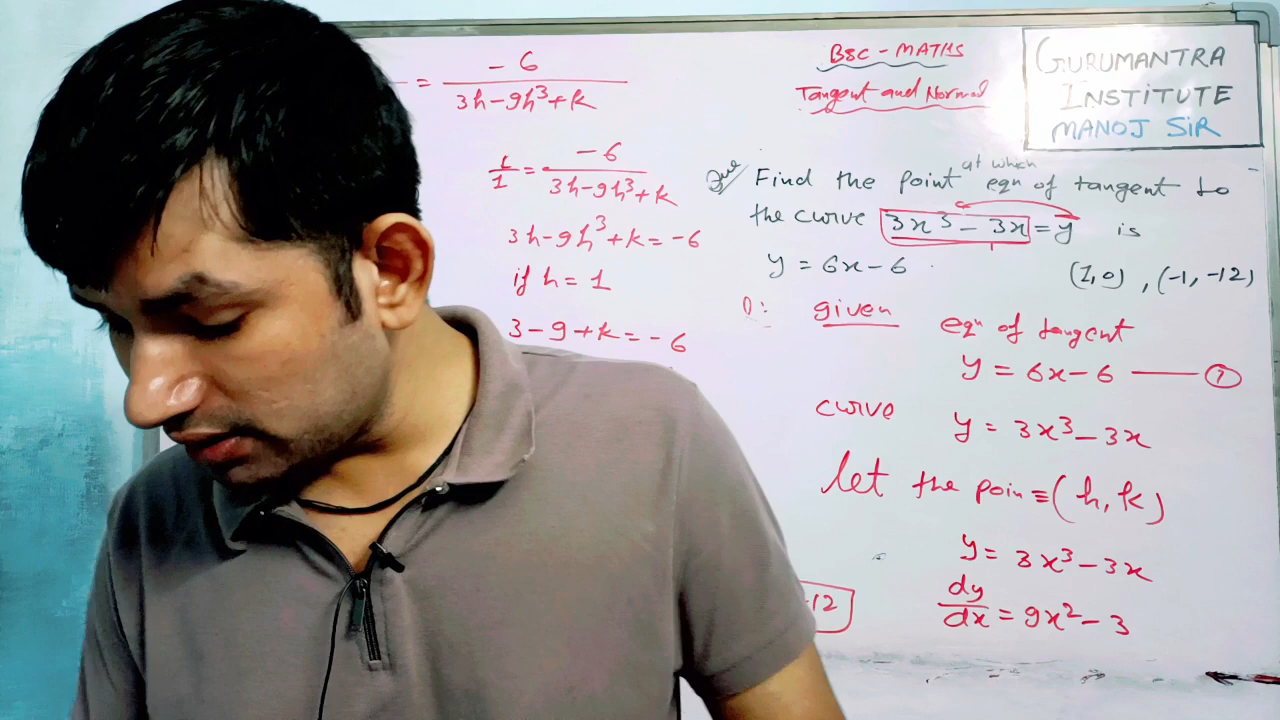 BSC - MATHS
Tangent and Normal
GURUMANTRA
INSTITUTE
MANOJ SIR
Que/ Find the point at which eqn of tangent to
the curve 3x³ - 3x = y is
y = 6x - 6
(1,0) , (-1, -12)
given eqn of tangent
y = 6x - 6 —— ①
curve y = 3x³ - 3x
let the poin ≡ (h, k)
y = 3x³ - 3x
dy/dx = 9x² - 3
= -6/(3h - 9h³ + k)
1/1 = -6/(3h - 9h³ + k)
3h - 9h³ + k = -6
if h = 1
3 - 9 + k = -6
-12